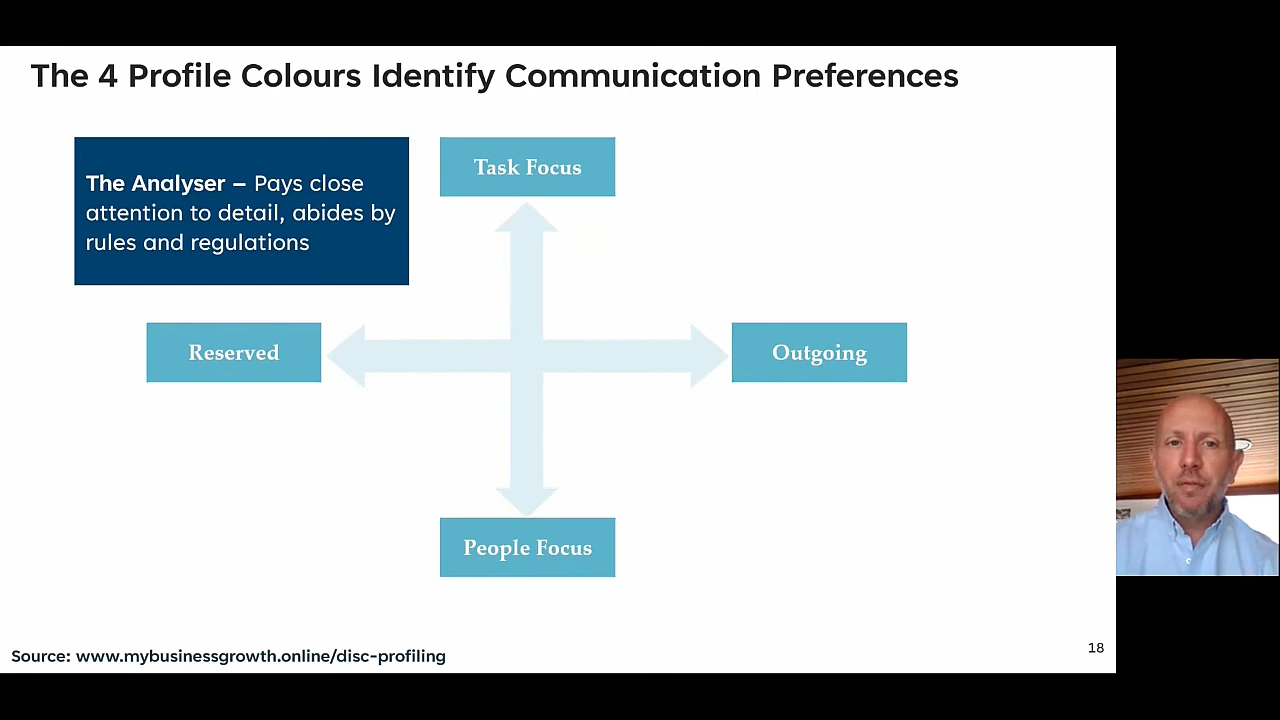 The 4 Profile Colours Identify Communication Preferences
The Analyser – Pays close
attention to detail, abides by
rules and regulations
Task Focus
Reserved
Outgoing
People Focus
18
Source: www.mybusinessgrowth.online/disc-profiling